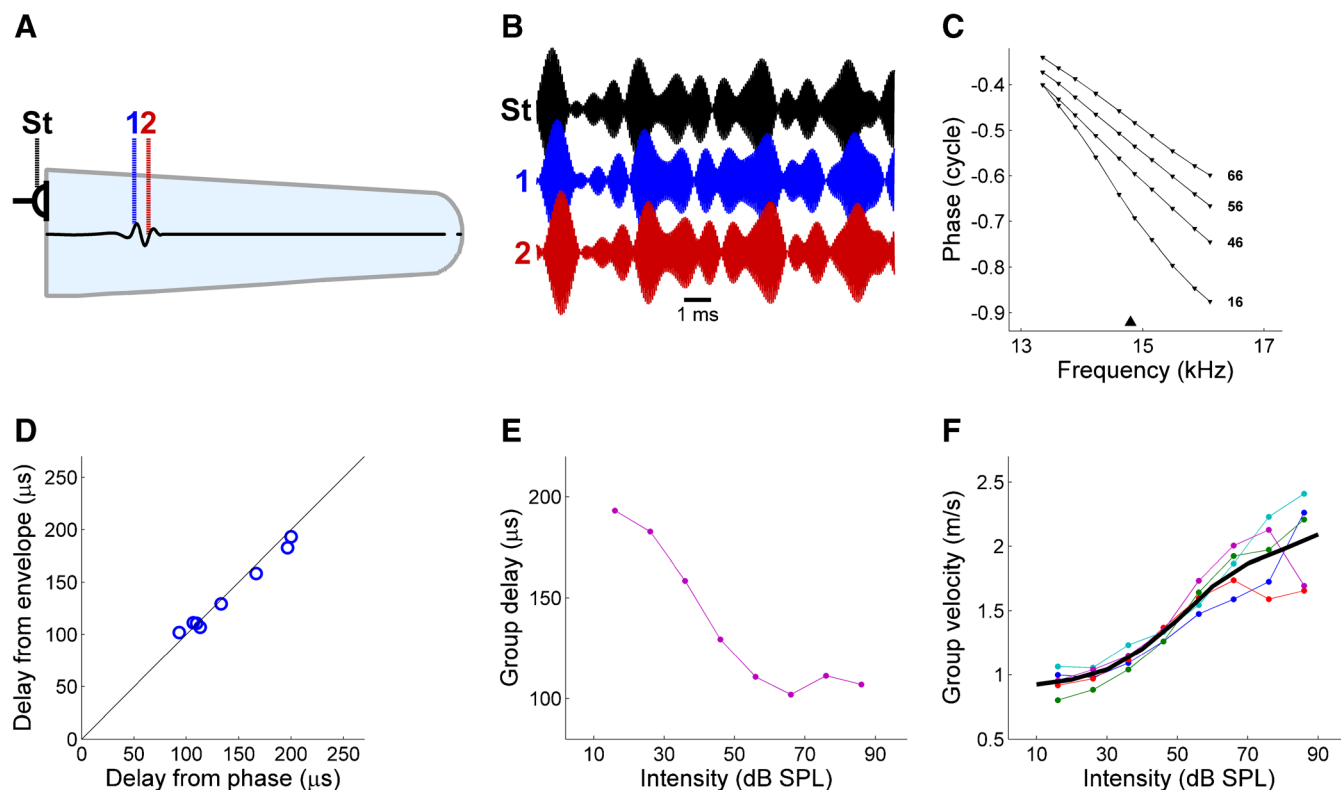 A
St
1
2
B
St
1
2
1 ms
C
Phase (cycle)
-0.4
-0.5
-0.6
-0.7
-0.8
-0.9
66
56
46
16
13
15
17
Frequency (kHz)
D
Delay from envelope (μs)
250
200
150
100
50
0
0
50
100
150
200
250
Delay from phase (μs)
E
Group delay (μs)
200
150
100
10
30
50
70
90
Intensity (dB SPL)
F
Group velocity (m/s)
2.5
2
1.5
1
0.5
10
30
50
70
90
Intensity (dB SPL)